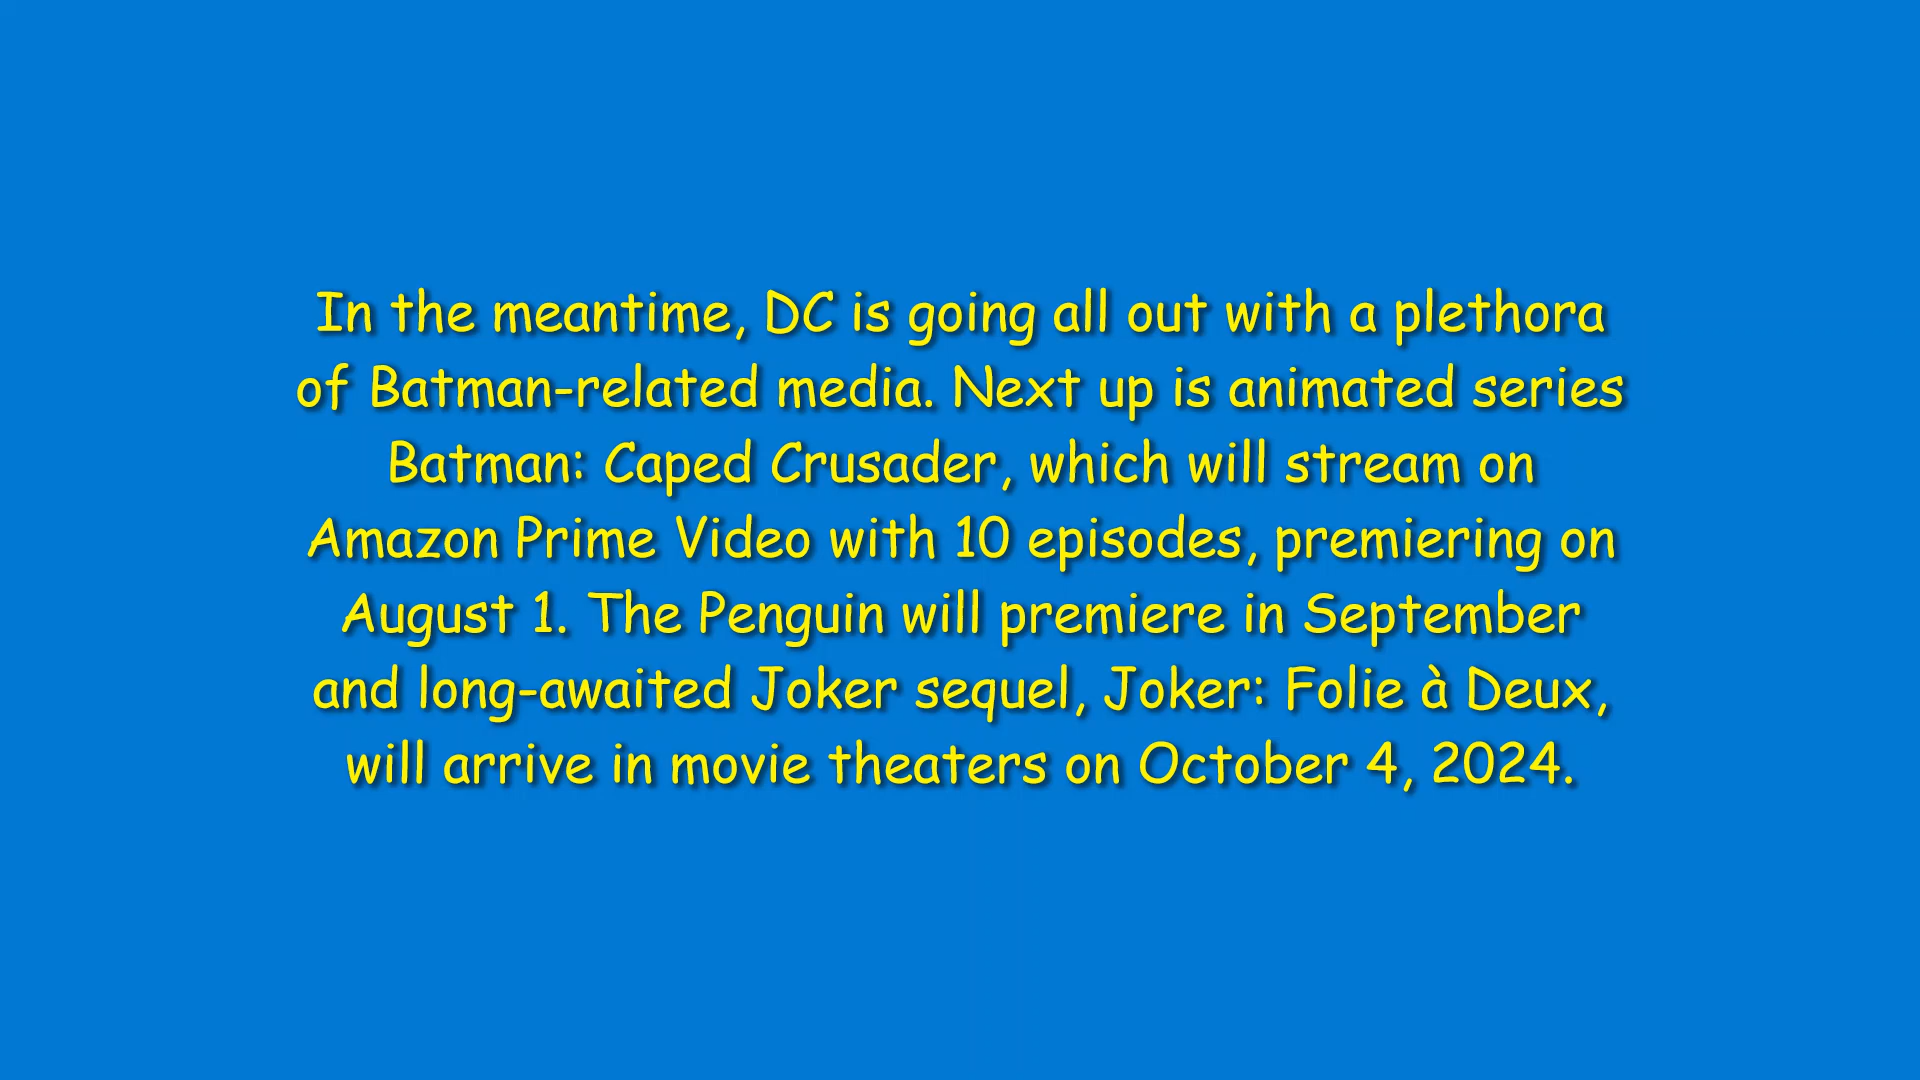 In the meantime, DC is going all out with a plethora
of Batman-related media. Next up is animated series
Batman: Caped Crusader, which will stream on
Amazon Prime Video with 10 episodes, premiering on
August 1. The Penguin will premiere in September
and long-awaited Joker sequel, Joker: Folie à Deux,
will arrive in movie theaters on October 4, 2024.